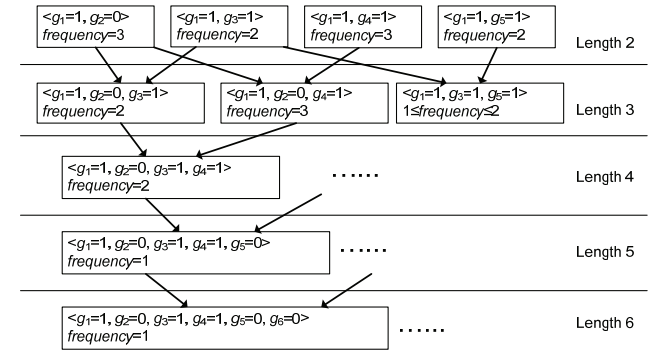 <g₁=1, g₂=0> <g₁=1, g₃=1> <g₁=1, g₄=1> <g₁=1, g₅=1>
frequency=3 frequency=2 frequency=3 frequency=2
Length 2
<g₁=1, g₂=0, g₃=1> <g₁=1, g₂=0, g₄=1> <g₁=1, g₃=1, g₅=1>
frequency=2 frequency=3 1≤frequency≤2
Length 3
<g₁=1, g₂=0, g₃=1, g₄=1>
frequency=2
......
Length 4
<g₁=1, g₂=0, g₃=1, g₄=1, g₅=0>
frequency=1
......
Length 5
<g₁=1, g₂=0, g₃=1, g₄=1, g₅=0, g₆=0>
frequency=1
......
Length 6